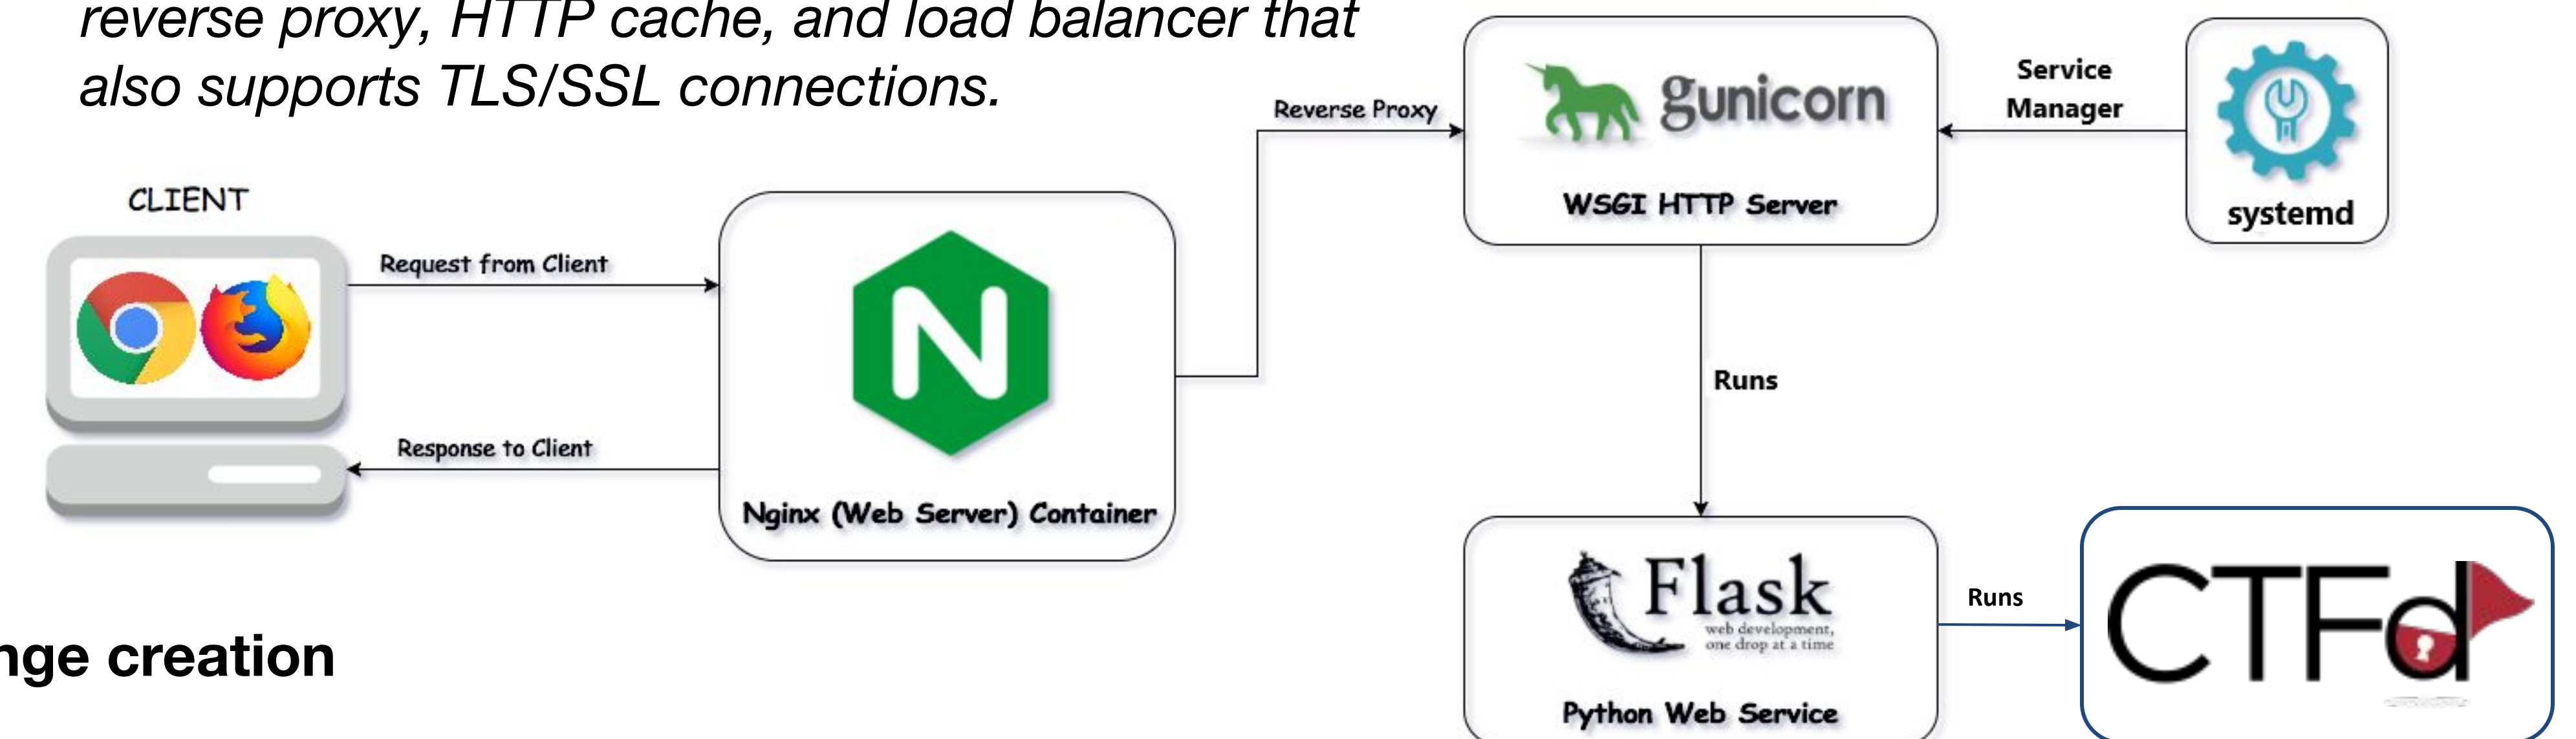 reverse proxy, HTTP cache, and load balancer that
also supports TLS/SSL connections.
CLIENT
Request from Client
Response to Client
N
Nginx (Web Server) Container
Reverse Proxy
gunicorn
WSGI HTTP Server
Service
Manager
systemd
Runs
Flask
web development,
one drop at a time
Python Web Service
Runs
CTFd
nge creation